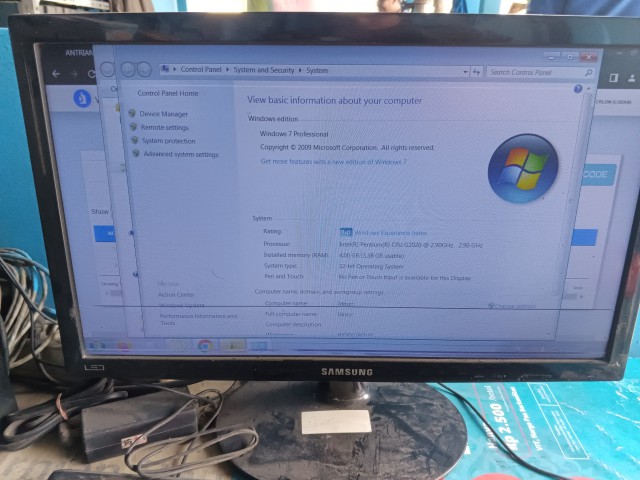 ANTRIAN
Control Panel ▸ System and Security ▸ System
Search Control Panel
Control Panel Home
Device Manager
Remote settings
System protection
Advanced system settings
View basic information about your computer
Windows edition
Windows 7 Professional
Copyright © 2009 Microsoft Corporation. All rights reserved.
Get more features with a new edition of Windows 7
CODE
Show
System
Rating:
Windows Experience Index
Processor:
Intel(R) Pentium(R) CPU G2020 @ 2.90GHz 2.90 GHz
Installed memory (RAM):
System type:
32-bit Operating System
Pen and Touch:
No Pen or Touch Input is available for this Display
Computer name, domain, and workgroup settings
Computer name:
Full computer name:
Computer description:
See also
Action Center
Windows Update
Performance Information and
Tools
Change settings
SAMSUNG
2.500